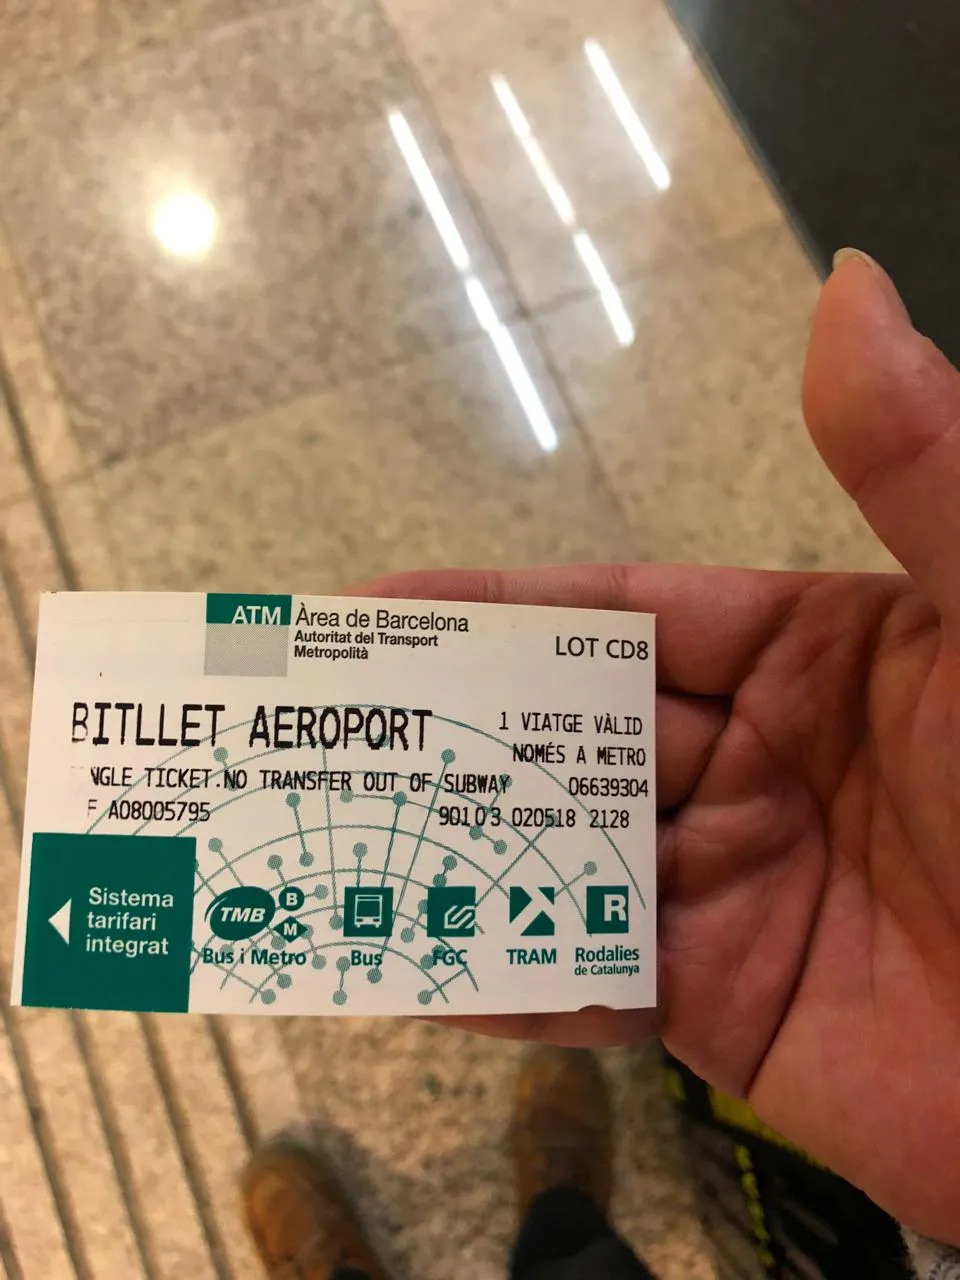 ATM Àrea de Barcelona
Autoritat del Transport
Metropolità
LOT CD8
BITLLET AEROPORT
1 VIATGE VÀLID
NOMÉS A METRO
NGLE TICKET.NO TRANSFER OUT OF SUBWAY 06639304
F A08005795 90103 020518 2128
Sistema
tarifari
integrat
TMB B M
Bus i Metro
Bus
FGC
TRAM
R
Rodalies
de Catalunya